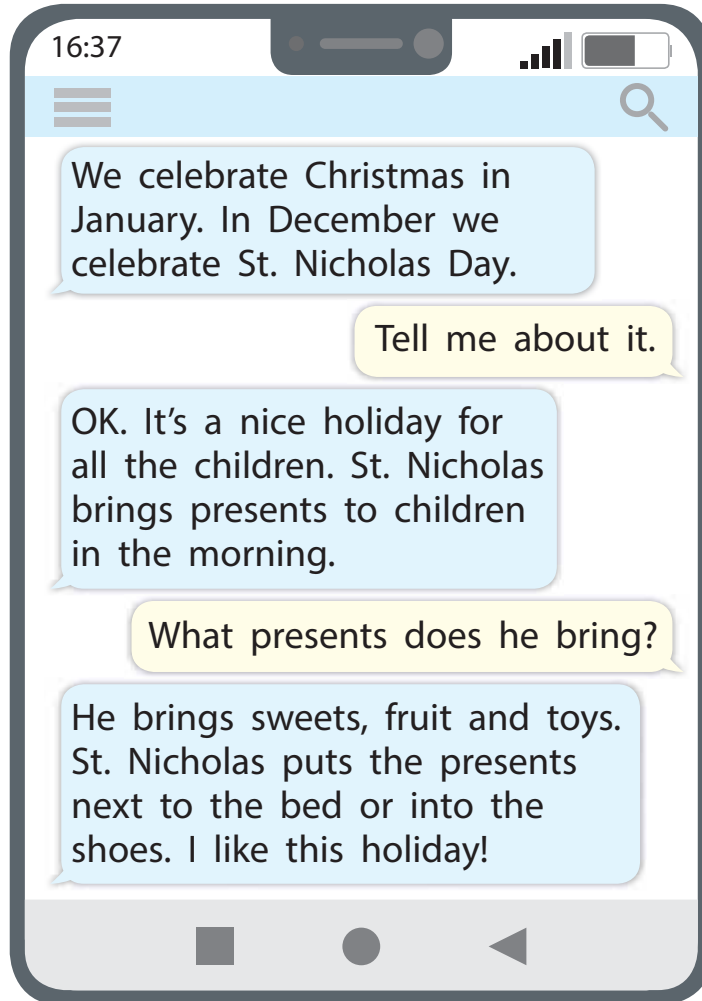 16:37
We celebrate Christmas in
January. In December we
celebrate St. Nicholas Day.
Tell me about it.
OK. It’s a nice holiday for
all the children. St. Nicholas
brings presents to children
in the morning.
What presents does he bring?
He brings sweets, fruit and toys.
St. Nicholas puts the presents
next to the bed or into the
shoes. I like this holiday!